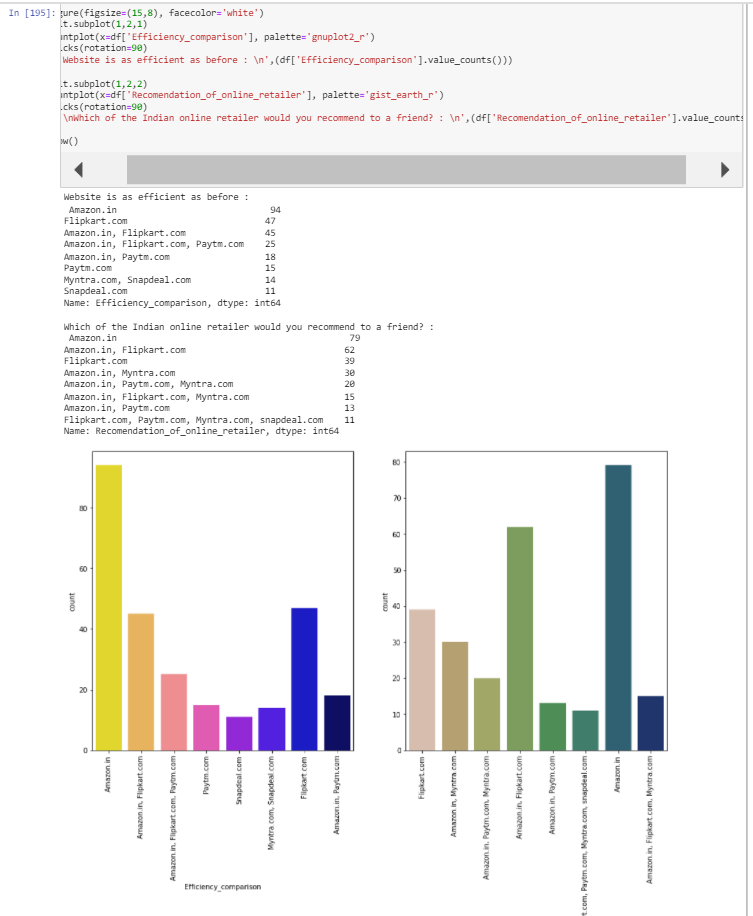 In [195]:
gure(figsize=(15,8), facecolor='white')
lt.subplot(1,2,1)
untplot(x=df['Efficiency_comparison'], palette='gnuplot2_r')
icks(rotation=90)
'Website is as efficient as before : \n',(df['Efficiency_comparison'].value_counts()))
lt.subplot(1,2,2)
untplot(x=df['Recomendation_of_online_retailer'], palette='gist_earth_r')
icks(rotation=90)
'\nWhich of the Indian online retailer would you recommend to a friend? : \n',(df['Recomendation_of_online_retailer'].value_counts
ow()
Website is as efficient as before :
Amazon.in 94
Flipkart.com 47
Amazon.in, Flipkart.com 45
Amazon.in, Flipkart.com, Paytm.com 25
Amazon.in, Paytm.com 18
Paytm.com 15
Myntra.com, Snapdeal.com 14
Snapdeal.com 11
Name: Efficiency_comparison, dtype: int64
Which of the Indian online retailer would you recommend to a friend? :
Amazon.in 79
Amazon.in, Flipkart.com 62
Flipkart.com 39
Amazon.in, Myntra.com 30
Amazon.in, Paytm.com, Myntra.com 20
Amazon.in, Flipkart.com, Myntra.com 15
Amazon.in, Paytm.com 13
Flipkart.com, Paytm.com, Myntra.com, snapdeal.com 11
Name: Recomendation_of_online_retailer, dtype: int64
80
60
40
20
0
count
Amazon.in
Amazon.in, Flipkart.com
Amazon.in, Flipkart.com, Paytm.com
Paytm.com
Snapdeal.com
Myntra.com, Snapdeal.com
Flipkart.com
Amazon.in, Paytm.com
Efficiency_comparison
80
70
60
50
40
30
20
10
0
count
Flipkart.com
Amazon.in, Myntra.com
Amazon.in, Paytm.com, Myntra.com
Amazon.in, Flipkart.com
Amazon.in, Paytm.com
t.com, Paytm.com, Myntra.com, snapdeal.com
Amazon.in
Amazon.in, Flipkart.com, Myntra.com